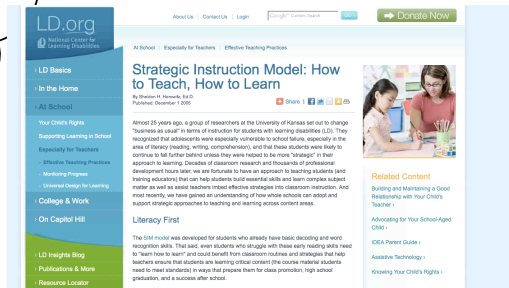 LD.org
National Center for
Learning Disabilities
About Us | Contact Us | Login
Google™ Custom Search
Donate Now
At School | Especially for Teachers | Effective Teaching Practices
› LD Basics
› In the Home
› At School
Your Child's Rights
Supporting Learning in School
Especially for Teachers
- Effective Teaching Practices
- Monitoring Progress
- Universal Design for Learning
› College & Work
› On Capitol Hill
› LD Insights Blog
› Publications & More
› Resource Locator
Strategic Instruction Model: How
to Teach, How to Learn
By Sheldon H. Horowitz, Ed.D.
Published: December 1 2005
Share
Almost 25 years ago, a group of researchers at the University of Kansas set out to change
"business as usual" in terms of instruction for students with learning disabilities (LD). They
recognized that adolescents were especially vulnerable to school failure, especially in the
area of literacy (reading, writing, comprehension), and that these students were likely to
continue to fall further behind unless they were helped to be more "strategic" in their
approach to learning. Decades of classroom research and thousands of professional
development hours later, we are fortunate to have an approach to teaching students (and
training educators) that can help students build essential skills and learn complex subject
matter as well as assist teachers imbed effective strategies into classroom instruction. And
most recently, we have gained an understanding of how whole schools can adopt and
support strategic approaches to teaching and learning across content areas.
Literacy First
The SIM model was developed for students who already have basic decoding and word
recognition skills. That said, even students who struggle with these early reading skills need
to "learn how to learn" and could benefit from classroom routines and strategies that help
teachers ensure that students are learning critical content (the course material students
need to meet standards) in ways that prepare them for class promotion, high school
graduation, and a success after school.
Related Content
Building and Maintaining a Good
Relationship with Your Child's
Teacher ›
Advocating for Your School-Aged
Child ›
IDEA Parent Guide ›
Assistive Technology ›
Knowing Your Child's Rights ›